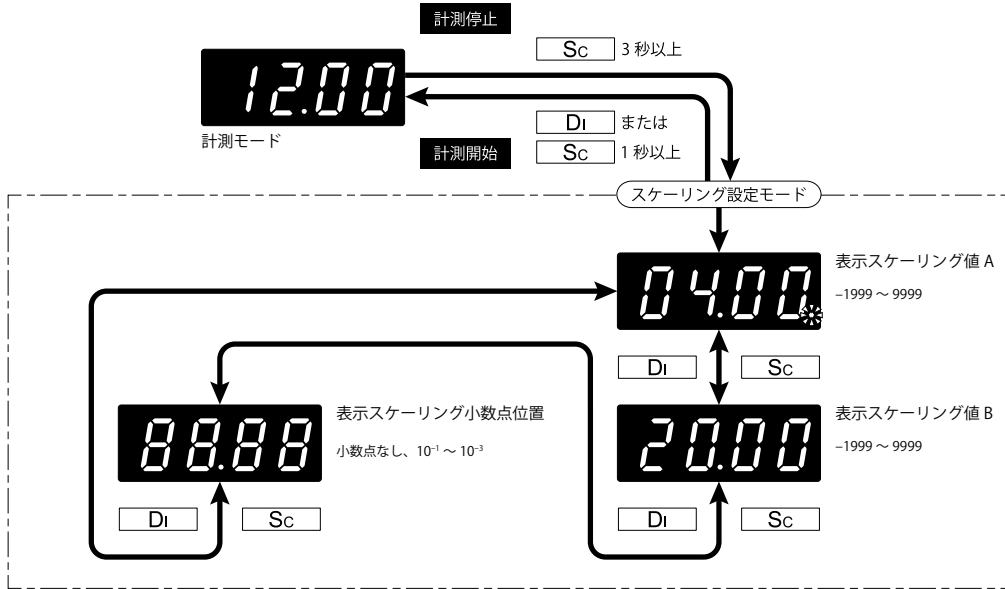 計測停止
SC 3 秒以上
12.00
計測モード
DI または
計測開始
SC 1 秒以上
スケーリング設定モード
04.00
表示スケーリング値 A
–1999 ～ 9999
DI SC
88.88
表示スケーリング小数点位置
小数点なし、10⁻¹ ～ 10⁻³
20.00
表示スケーリング値 B
–1999 ～ 9999
DI SC
DI SC